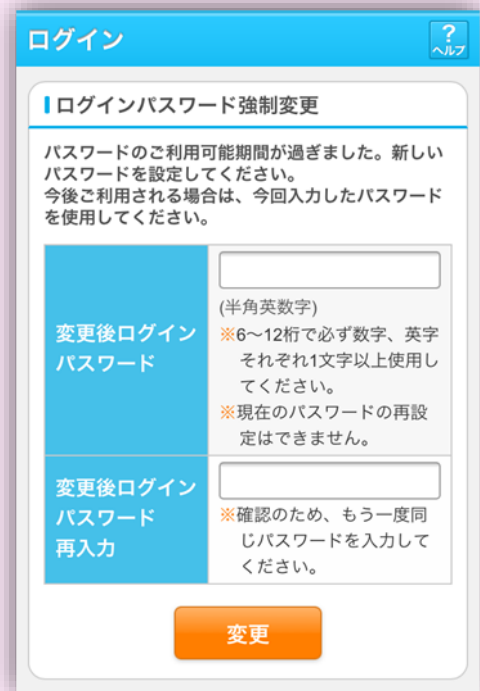 ログイン
?
ヘルプ
ログインパスワード強制変更
パスワードのご利用可能期間が過ぎました。新しい
パスワードを設定してください。
今後ご利用される場合は、今回入力したパスワード
を使用してください。
変更後ログイン
パスワード
(半角英数字)
※6〜12桁で必ず数字、英字
それぞれ1文字以上使用し
てください。
※現在のパスワードの再設
定はできません。
変更後ログイン
パスワード
再入力
※確認のため、もう一度同
じパスワードを入力して
ください。
変更